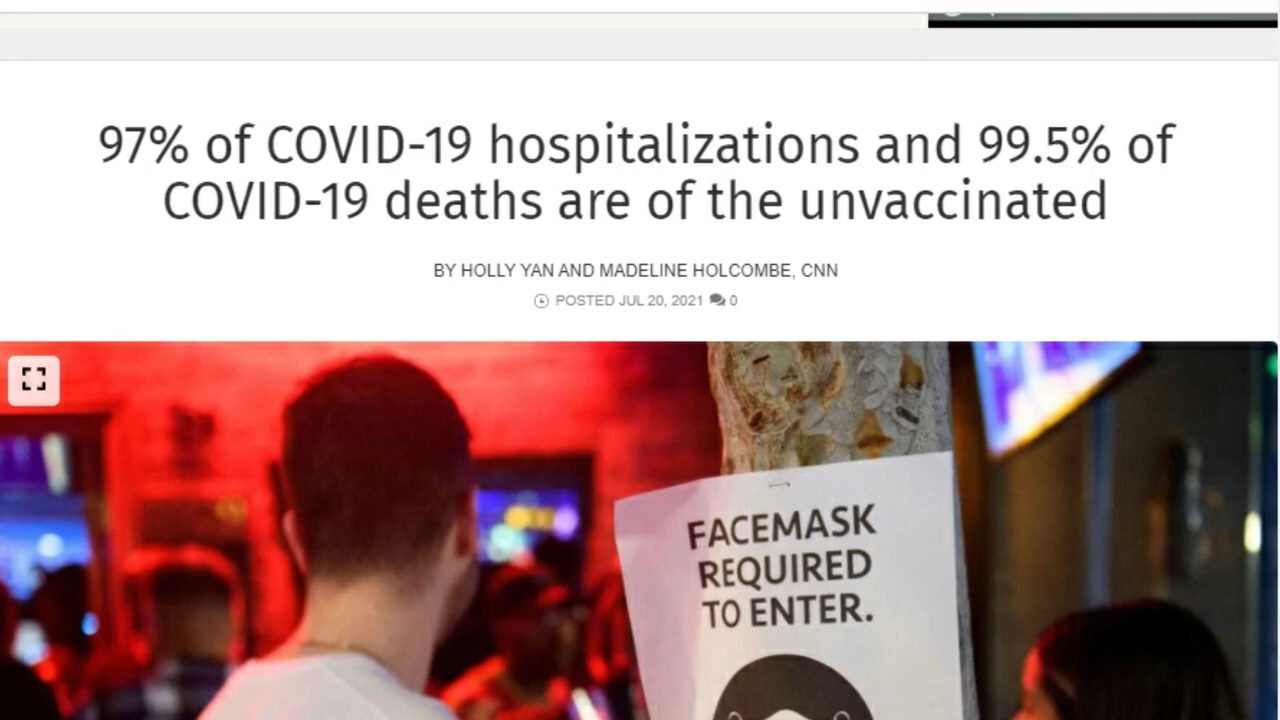 97% of COVID-19 hospitalizations and 99.5% of
COVID-19 deaths are of the unvaccinated
BY HOLLY YAN AND MADELINE HOLCOMBE, CNN
POSTED JUL 20, 2021 0
FACEMASK
REQUIRED
TO ENTER.